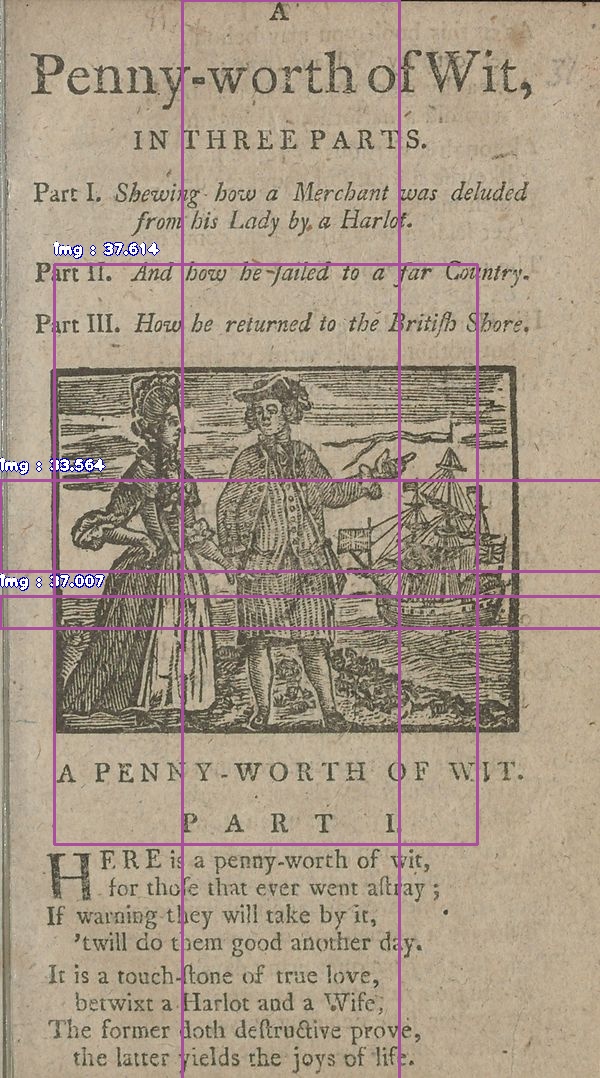 A
Penny-worth of Wit,
IN THREE PARTS.
Part I. Shewing how a Merchant was deluded
from his Lady by a Harlot.
img : 37.614
Part II. And how he ſailed to a far Country.
Part III. How he returned to the Britiſh Shore.
img : 33.564
img : 37.007
A PENNY-WORTH OF WIT.
PART I.
HERE is a penny-worth of wit,
for thoſe that ever went aſtray ;
If warning they will take by it,
'twill do them good another day.
It is a touch-ſtone of true love,
betwixt a Harlot and a Wife;
The former doth deſtructive prove,
the latter yields the joys of life.